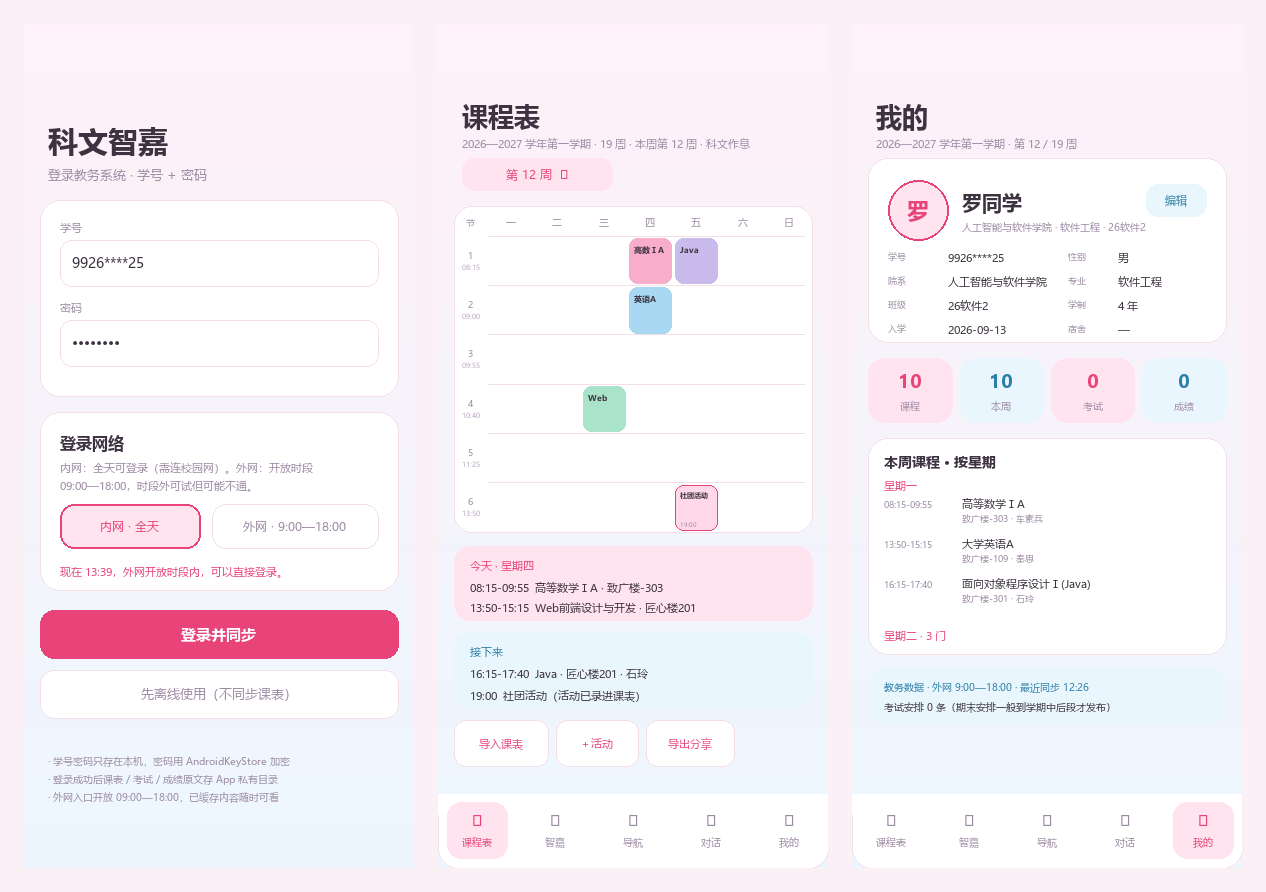 科文智嘉
登录教务系统 · 学号 + 密码
学号
9926****25
密码
••••••••
登录网络
内网：全天可登录（需连校园网）。外网：开放时段
09:00—18:00，时段外可试但可能不通。
内网 · 全天
外网 · 9:00—18:00
现在 13:39，外网开放时段内，可以直接登录。
登录并同步
先离线使用（不同步课表）
· 学号密码只存在本机，密码用 AndroidKeyStore 加密
· 登录成功后课表 / 考试 / 成绩原文存 App 私有目录
· 外网入口开放 09:00—18:00，已缓存内容随时可看
课程表
2026—2027 学年第一学期 · 19 周 · 本周第 12 周 · 科文作息
第 12 周
节 一 二 三 四 五 六 日
1
08:15
高数 I A
Java
2
09:00
英语A
3
09:55
4
10:40
Web
5
11:25
6
13:50
社团活动
19:00
今天 · 星期四
08:15-09:55 高等数学 I A · 致广楼-303
13:50-15:15 Web前端设计与开发 · 匠心楼201
接下来
16:15-17:40 Java · 匠心楼201 · 石玲
19:00 社团活动（活动已录进课表）
导入课表
+ 活动
导出分享
课程表
智嘉
导航
对话
我的
我的
2026—2027 学年第一学期 · 第 12 / 19 周
罗
罗同学
编辑
人工智能与软件学院 · 软件工程 · 26软件2
学号 9926****25 性别 男
院系 人工智能与软件学院 专业 软件工程
班级 26软件2 学制 4 年
入学 2026-09-13 宿舍 —
10
课程
10
本周
0
考试
0
成绩
本周课程 • 按星期
星期一
08:15-09:55 高等数学 I A
致广楼-303 · 车素兵
13:50-15:15 大学英语A
致广楼-109 · 秦思
16:15-17:40 面向对象程序设计 I (Java)
致广楼-301 · 石玲
星期二 · 3 门
教务数据 · 外网 9:00—18:00 · 最近同步 12:26
考试安排 0 条（期末安排一般到学期中后段才发布）
课程表
智嘉
导航
对话
我的